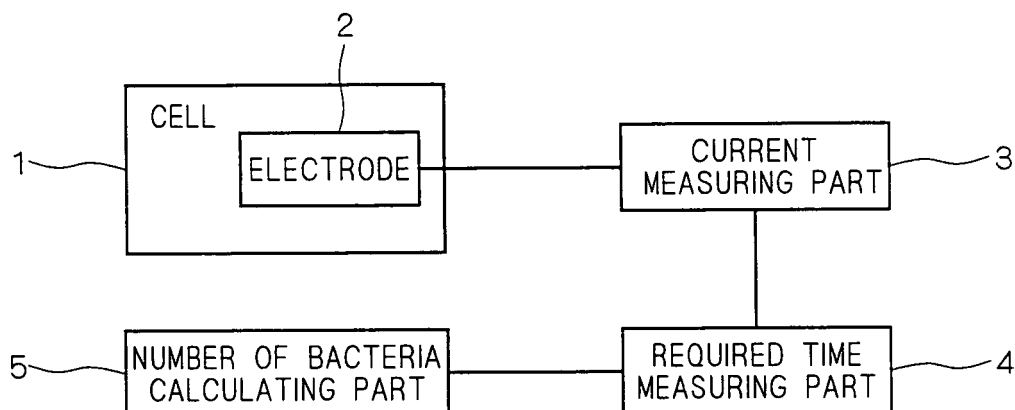 2
CELL
1
ELECTRODE
CURRENT
MEASURING PART
3
5
NUMBER OF BACTERIA
CALCULATING PART
REQUIRED TIME
MEASURING PART
4